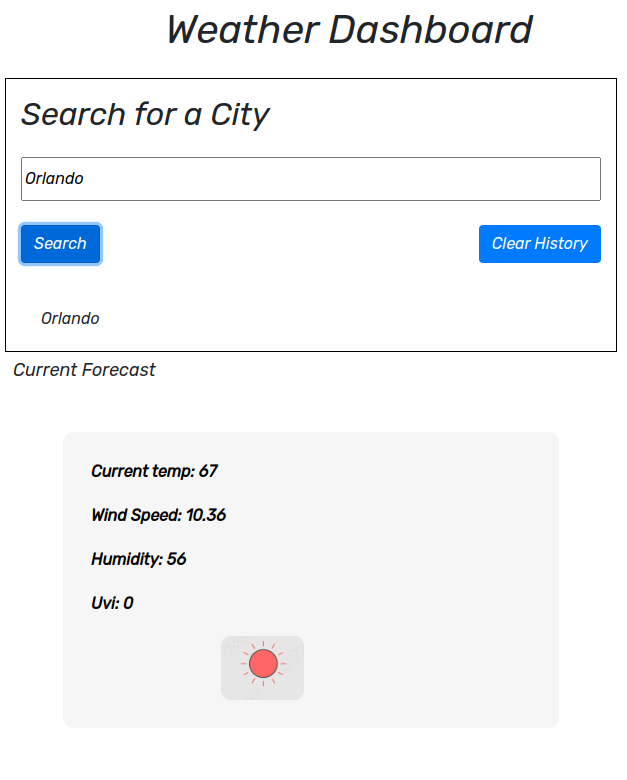 Weather Dashboard
Search for a City
Orlando
Search Clear History
Orlando
Current Forecast
Current temp: 67
Wind Speed: 10.36
Humidity: 56
Uvi: 0